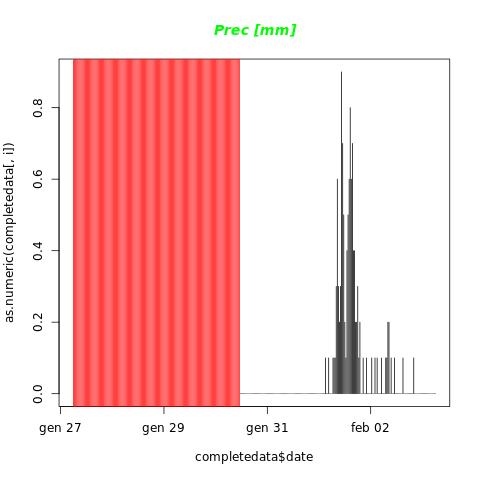 Prec [mm]
as.numeric(completedata[, i])
0.8
0.6
0.4
0.2
0.0
gen 27 gen 29 gen 31 feb 02
completedata$date